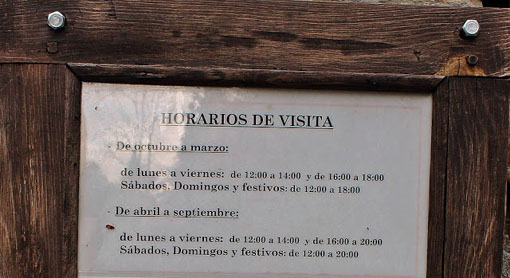 HORARIOS DE VISITA
- De octubre a marzo:
de lunes a viernes: de 12:00 a 14:00 y de 16:00 a 18:00
Sábados, Domingos y festivos: de 12:00 a 18:00
- De abril a septiembre:
de lunes a viernes: de 12:00 a 14:00 y de 16:00 a 20:00
Sábados, Domingos y festivos: de 12:00 a 20:00